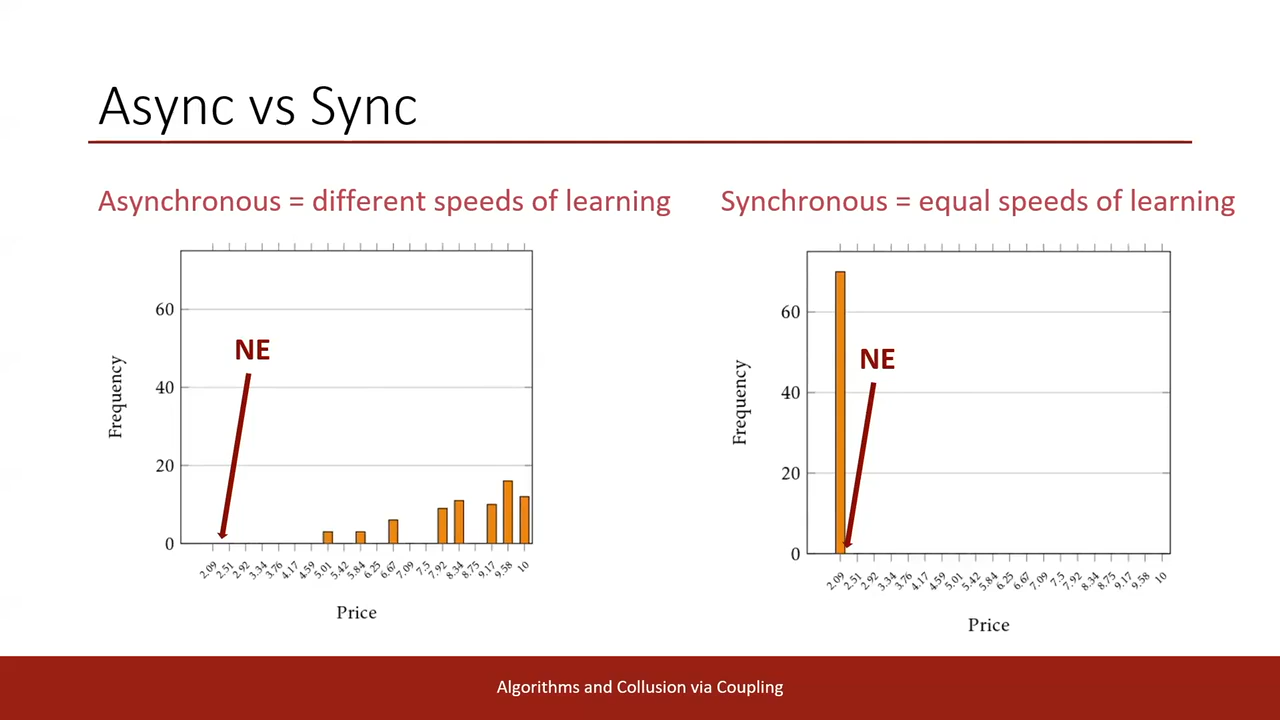 Async vs Sync
Asynchronous = different speeds of learning
60
40
20
0
Frequency
NE
2.09 2.51 2.92 3.34 3.76 4.17 4.59 5.01 5.42 5.84 6.25 6.67 7.09 7.5 7.92 8.34 8.75 9.17 9.58 10
Price
Synchronous = equal speeds of learning
60
40
20
0
Frequency
NE
2.09 2.51 2.92 3.34 3.76 4.17 4.59 5.01 5.42 5.84 6.25 6.67 7.09 7.5 7.92 8.34 8.75 9.17 9.58 10
Price
Algorithms and Collusion via Coupling